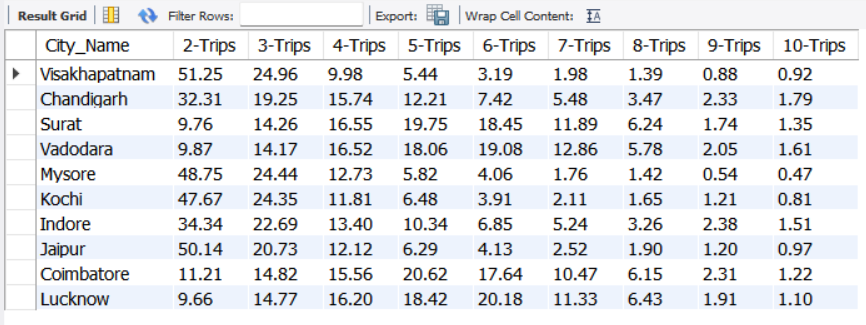 Result Grid Filter Rows: Export: Wrap Cell Content: IA
City_Name 2-Trips 3-Trips 4-Trips 5-Trips 6-Trips 7-Trips 8-Trips 9-Trips 10-Trips
Visakhapatnam 51.25 24.96 9.98 5.44 3.19 1.98 1.39 0.88 0.92
Chandigarh 32.31 19.25 15.74 12.21 7.42 5.48 3.47 2.33 1.79
Surat 9.76 14.26 16.55 19.75 18.45 11.89 6.24 1.74 1.35
Vadodara 9.87 14.17 16.52 18.06 19.08 12.86 5.78 2.05 1.61
Mysore 48.75 24.44 12.73 5.82 4.06 1.76 1.42 0.54 0.47
Kochi 47.67 24.35 11.81 6.48 3.91 2.11 1.65 1.21 0.81
Indore 34.34 22.69 13.40 10.34 6.85 5.24 3.26 2.38 1.51
Jaipur 50.14 20.73 12.12 6.29 4.13 2.52 1.90 1.20 0.97
Coimbatore 11.21 14.82 15.56 20.62 17.64 10.47 6.15 2.31 1.22
Lucknow 9.66 14.77 16.20 18.42 20.18 11.33 6.43 1.91 1.10